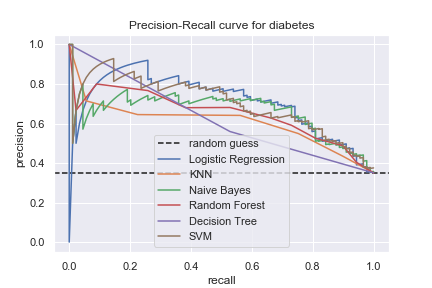 Precision-Recall curve for diabetes
precision
1.0
0.8
0.6
0.4
0.2
0.0
random guess
Logistic Regression
KNN
Naive Bayes
Random Forest
Decision Tree
SVM
0.0 0.2 0.4 0.6 0.8 1.0
recall